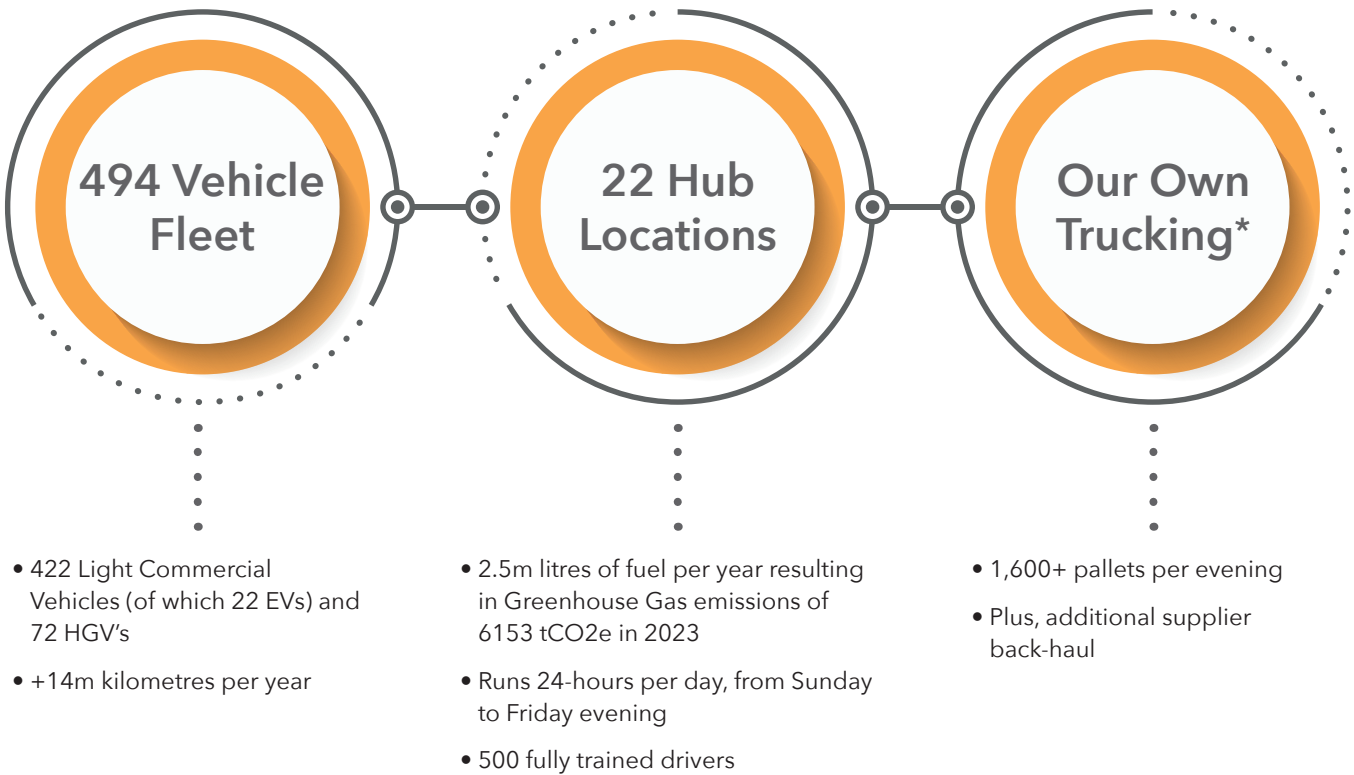 494 Vehicle
Fleet
22 Hub
Locations
Our Own
Trucking*
• 422 Light Commercial
Vehicles (of which 22 EVs) and
72 HGV's
• +14m kilometres per year
• 2.5m litres of fuel per year resulting
in Greenhouse Gas emissions of
6153 tCO2e in 2023
• Runs 24-hours per day, from Sunday
to Friday evening
• 500 fully trained drivers
• 1,600+ pallets per evening
• Plus, additional supplier
back-haul